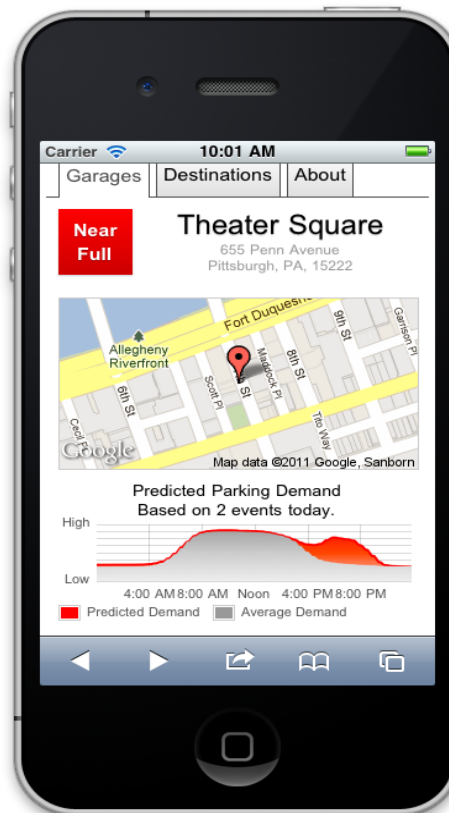 Carrier 10:01 AM
Garages Destinations About
Near
Full
Theater Square
655 Penn Avenue
Pittsburgh, PA, 15222
Fort Duquesne
9th St
Garrison Pl
Allegheny
Riverfront
8th St
Maddock Pl
St
6th St
Scott Pl
Tito Way
Cecil
Google
Map data ©2011 Google, Sanborn
Predicted Parking Demand
Based on 2 events today.
High
Low
4:00 AM 8:00 AM Noon 4:00 PM 8:00 PM
Predicted Demand Average Demand